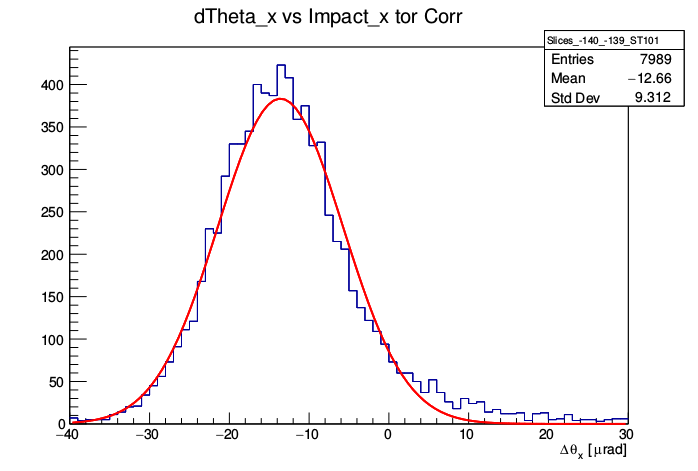 dTheta_x vs Impact_x tor Corr
Slices_-140_-139_ST101
Entries 7989
Mean −12.66
Std Dev 9.312
400
350
300
250
200
150
100
50
0
−40 −30 −20 −10 0 10 20 30
Δθx [μrad]